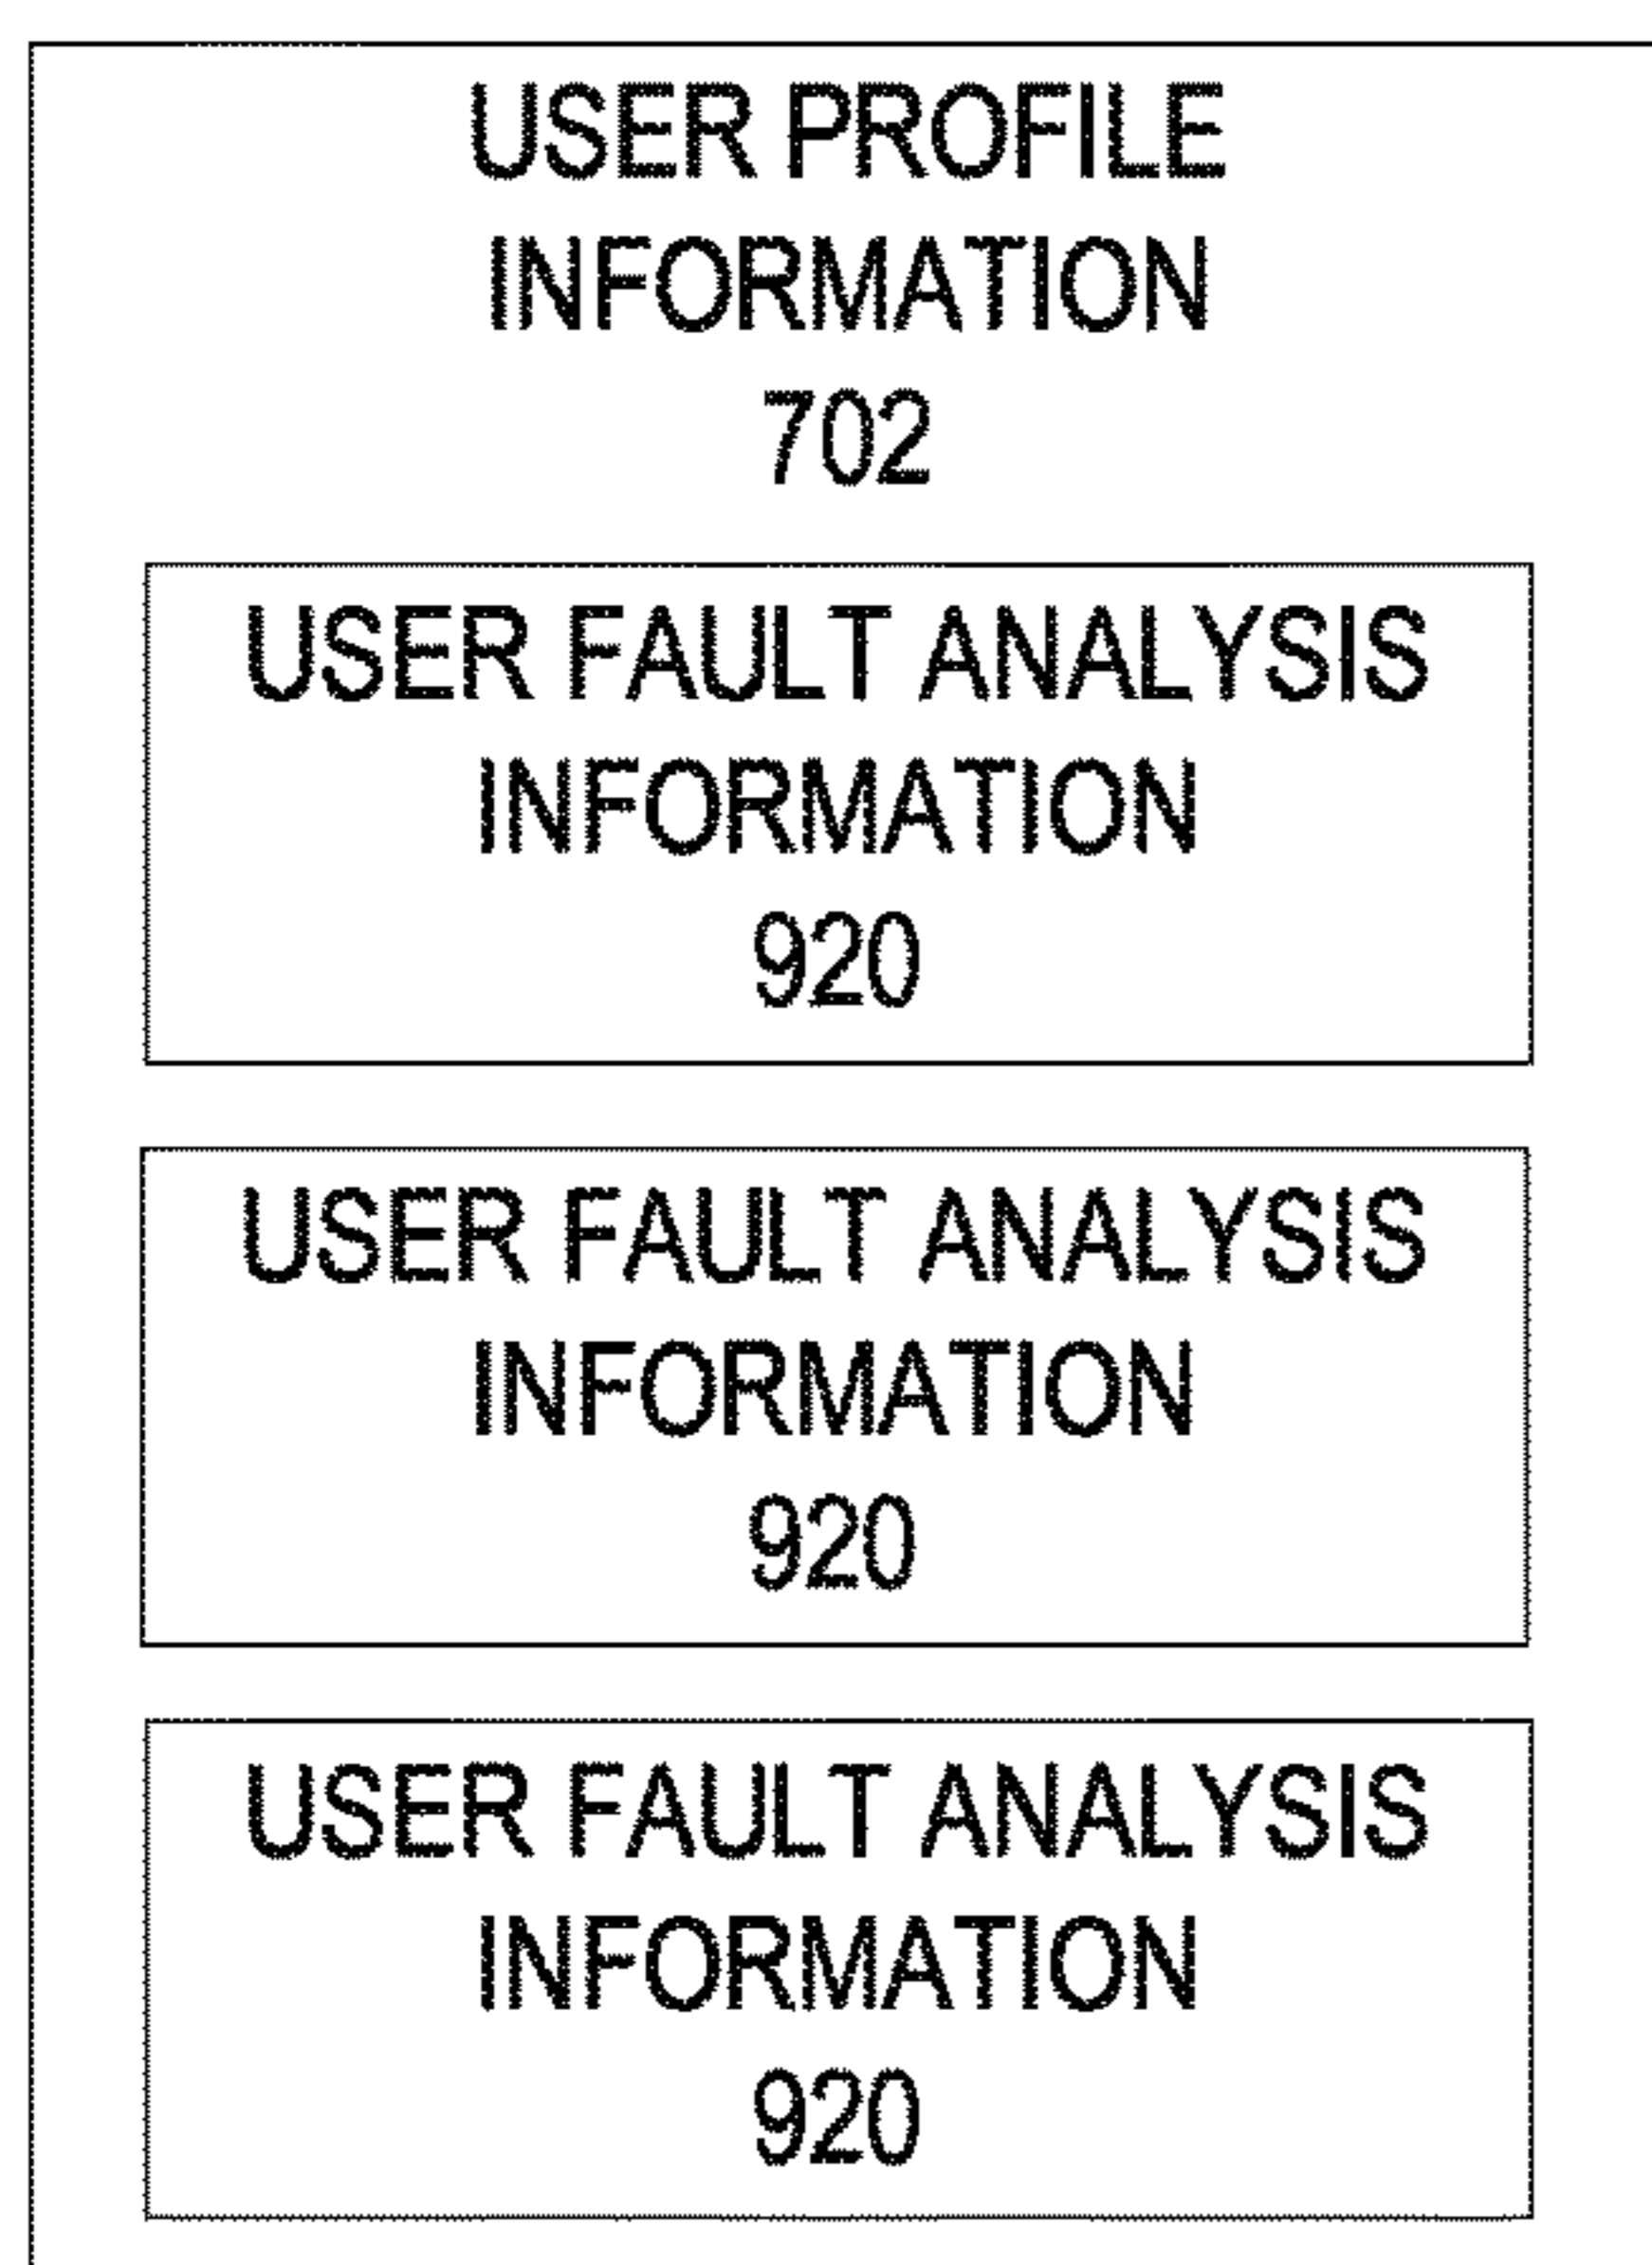 USER PROFILE
INFORMATION
702
USER FAULT ANALYSIS
INFORMATION
920
USER FAULT ANALYSIS
INFORMATION
920
USER FAULT ANALYSIS
INFORMATION
920